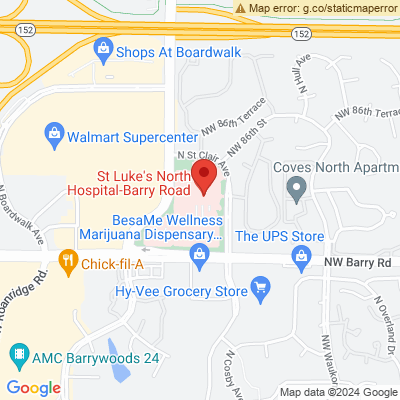 Map error: g.co/staticmaperror
152
152
Shops At Boardwalk
N Hull Ave
NW 86th Terrace
NW 86th Terrace
NW 86th St
Walmart Supercenter
N St Clair Ave
St Luke's North
Hospital-Barry Road
Coves North Apartm
N Boardwalk Ave
BesaMe Wellness
Marijuana Dispensary...
The UPS Store
Chick-fil-A
NW Barry Rd
Roanridge Rd.
Hy-Vee Grocery Store
N Overland Dr
AMC Barrywoods 24
N Cosby Ave
NW Waukom
Google
Map data ©2024 Google